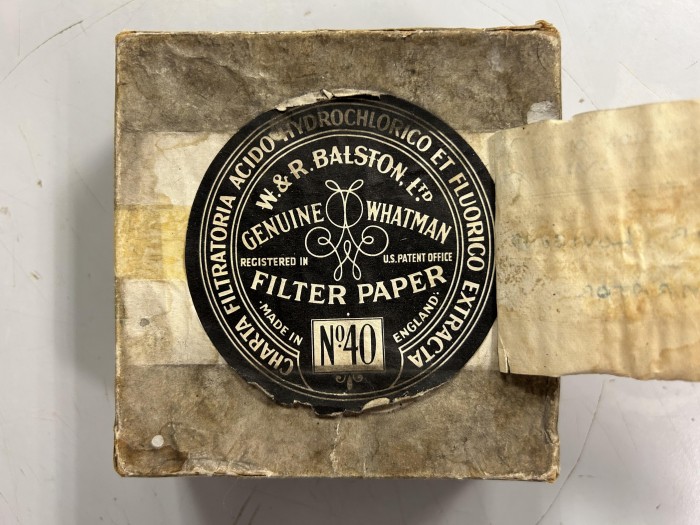 CHARTA FILTRATORIA ACIDO HYDROCHLORICO ET FLUORICO EXTRACTA
W. & R. BALSTON, LTD
GENUINE WHATMAN
REGISTERED IN U.S. PATENT OFFICE
FILTER PAPER
·MADE IN ENGLAND·
No. 40